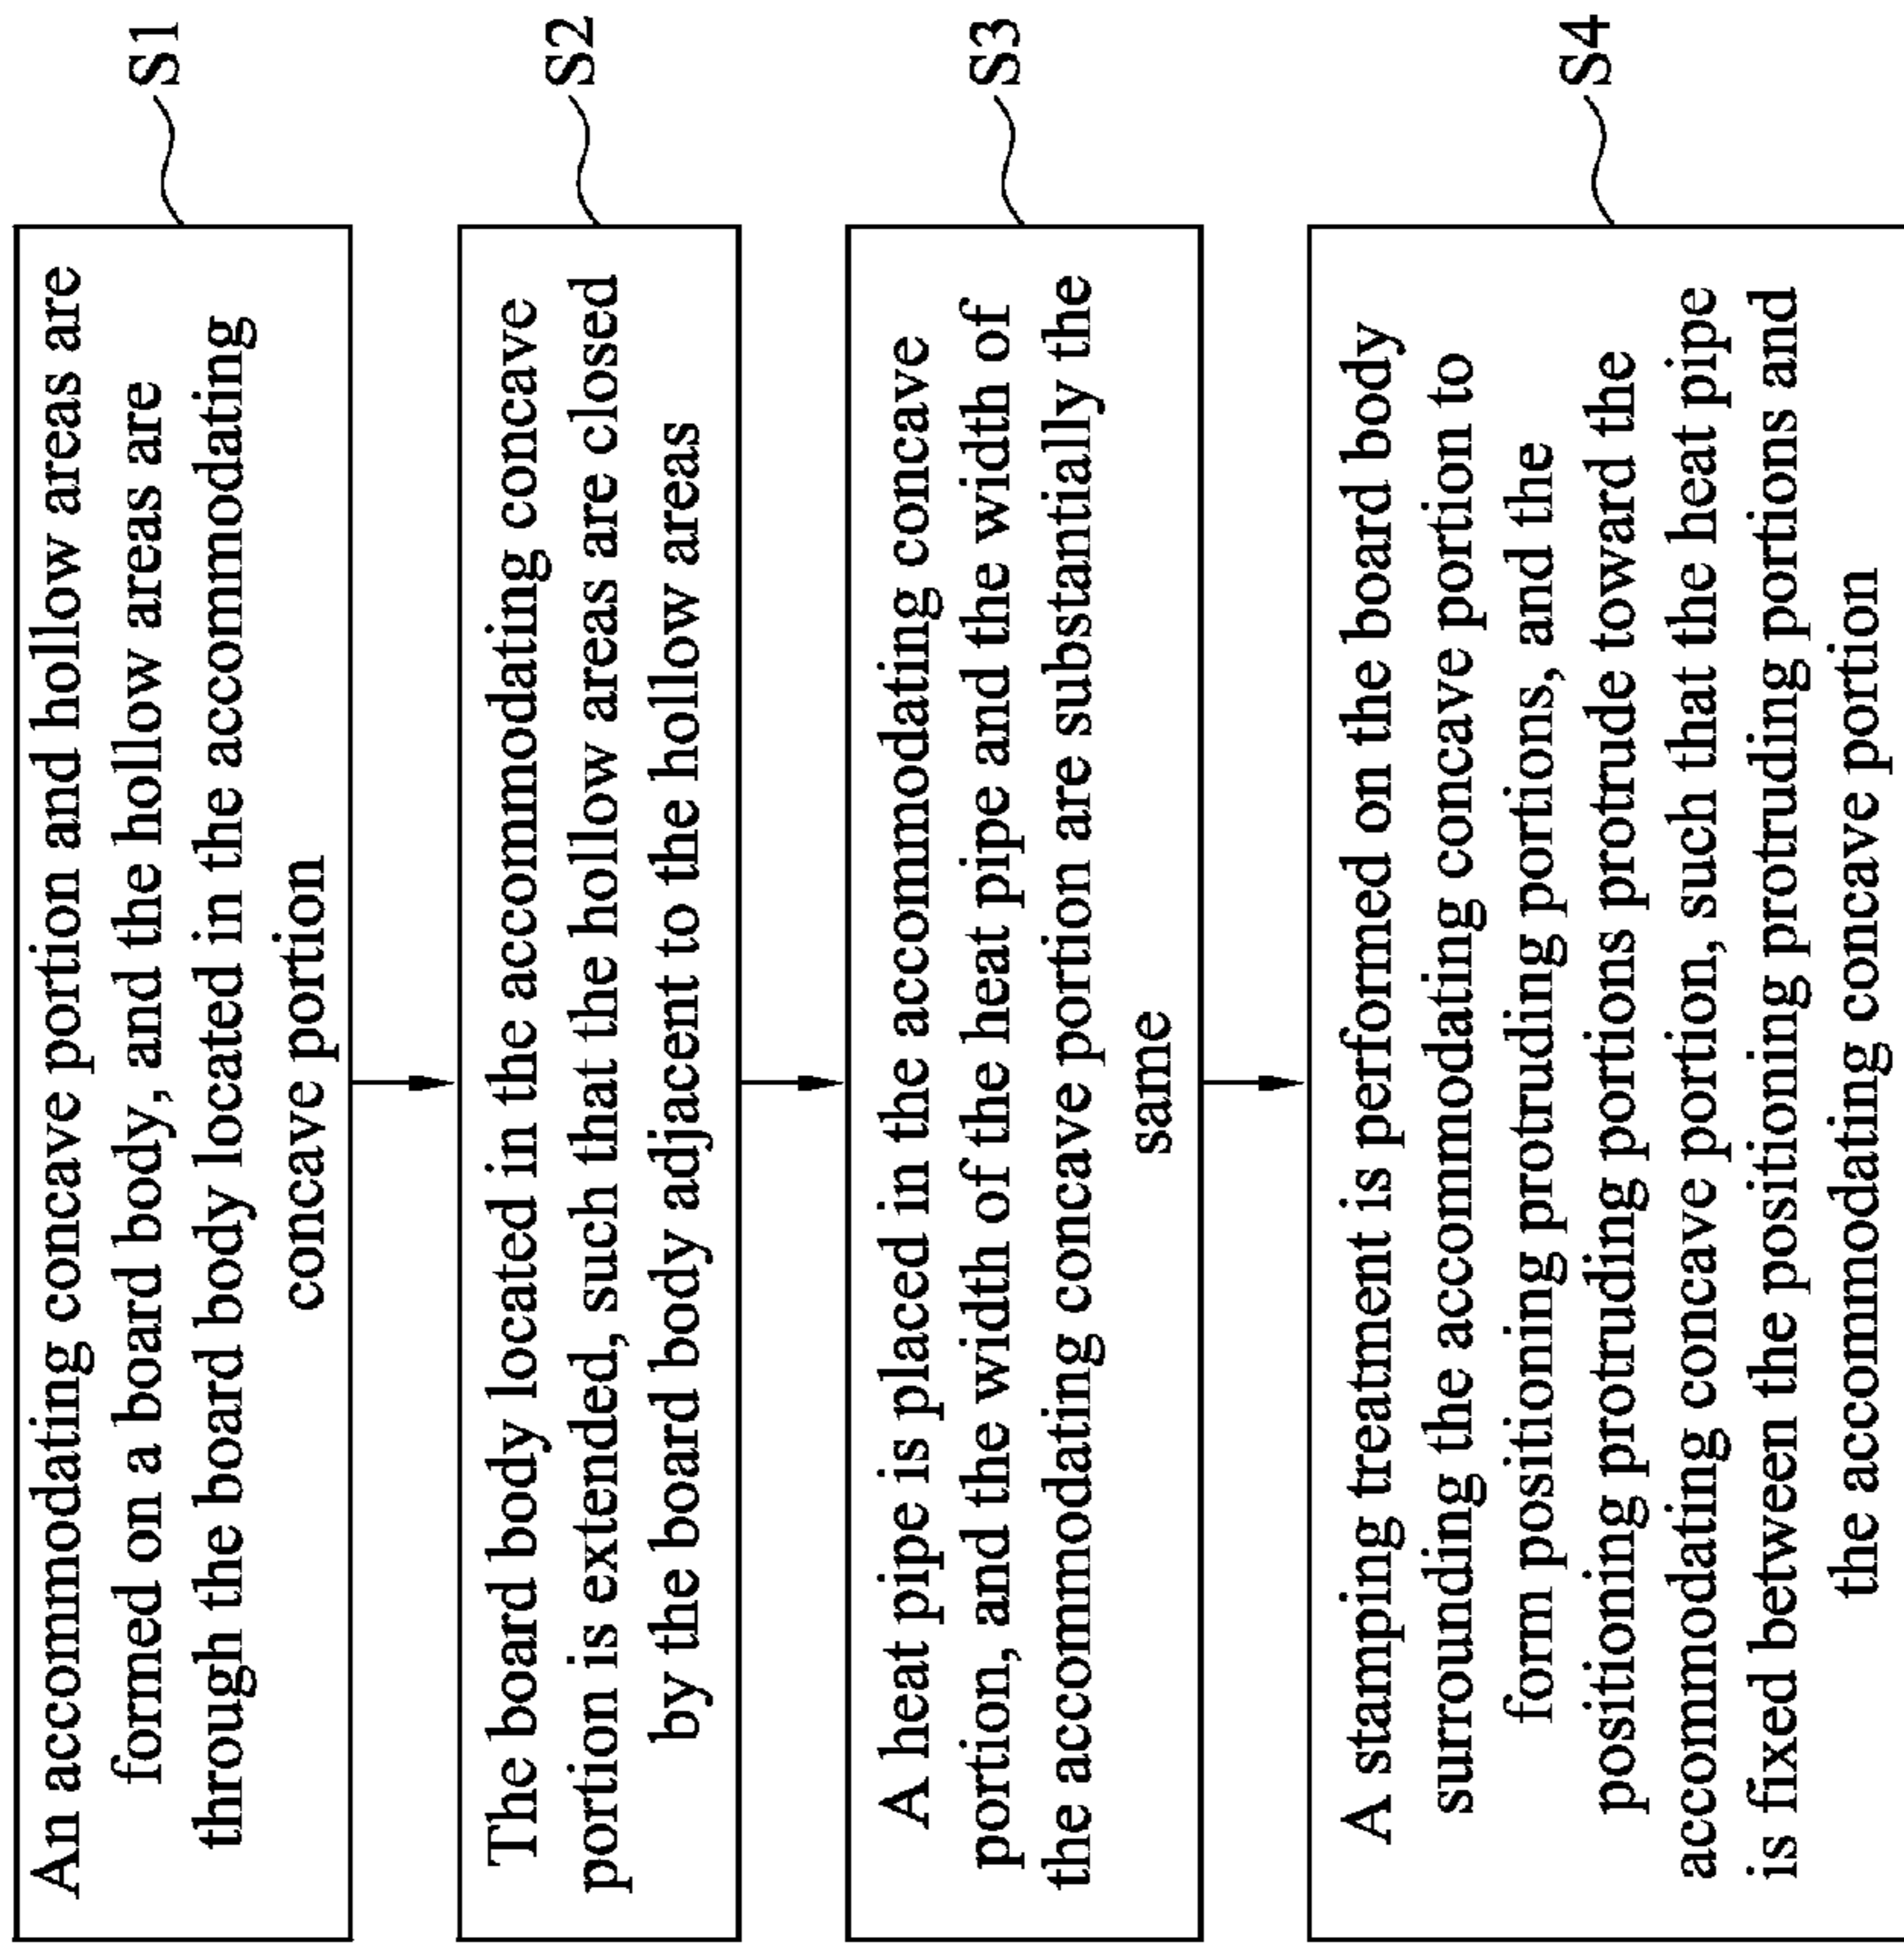 An accommodating concave portion and hollow areas are
formed on a board body, and the hollow areas are
through the board body located in the accommodating
concave portion
S1
The board body located in the accommodating concave
portion is extended, such that the hollow areas are closed
by the board body adjacent to the hollow areas
S2
A heat pipe is placed in the accommodating concave
portion, and the width of the heat pipe and the width of
the accommodating concave portion are substantially the
same
S3
A stamping treatment is performed on the board body
surrounding the accommodating concave portion to
form positioning protruding portions, and the
positioning protruding portions protrude toward the
accommodating concave portion, such that the heat pipe
is fixed between the positioning protruding portions and
the accommodating concave portion
S4